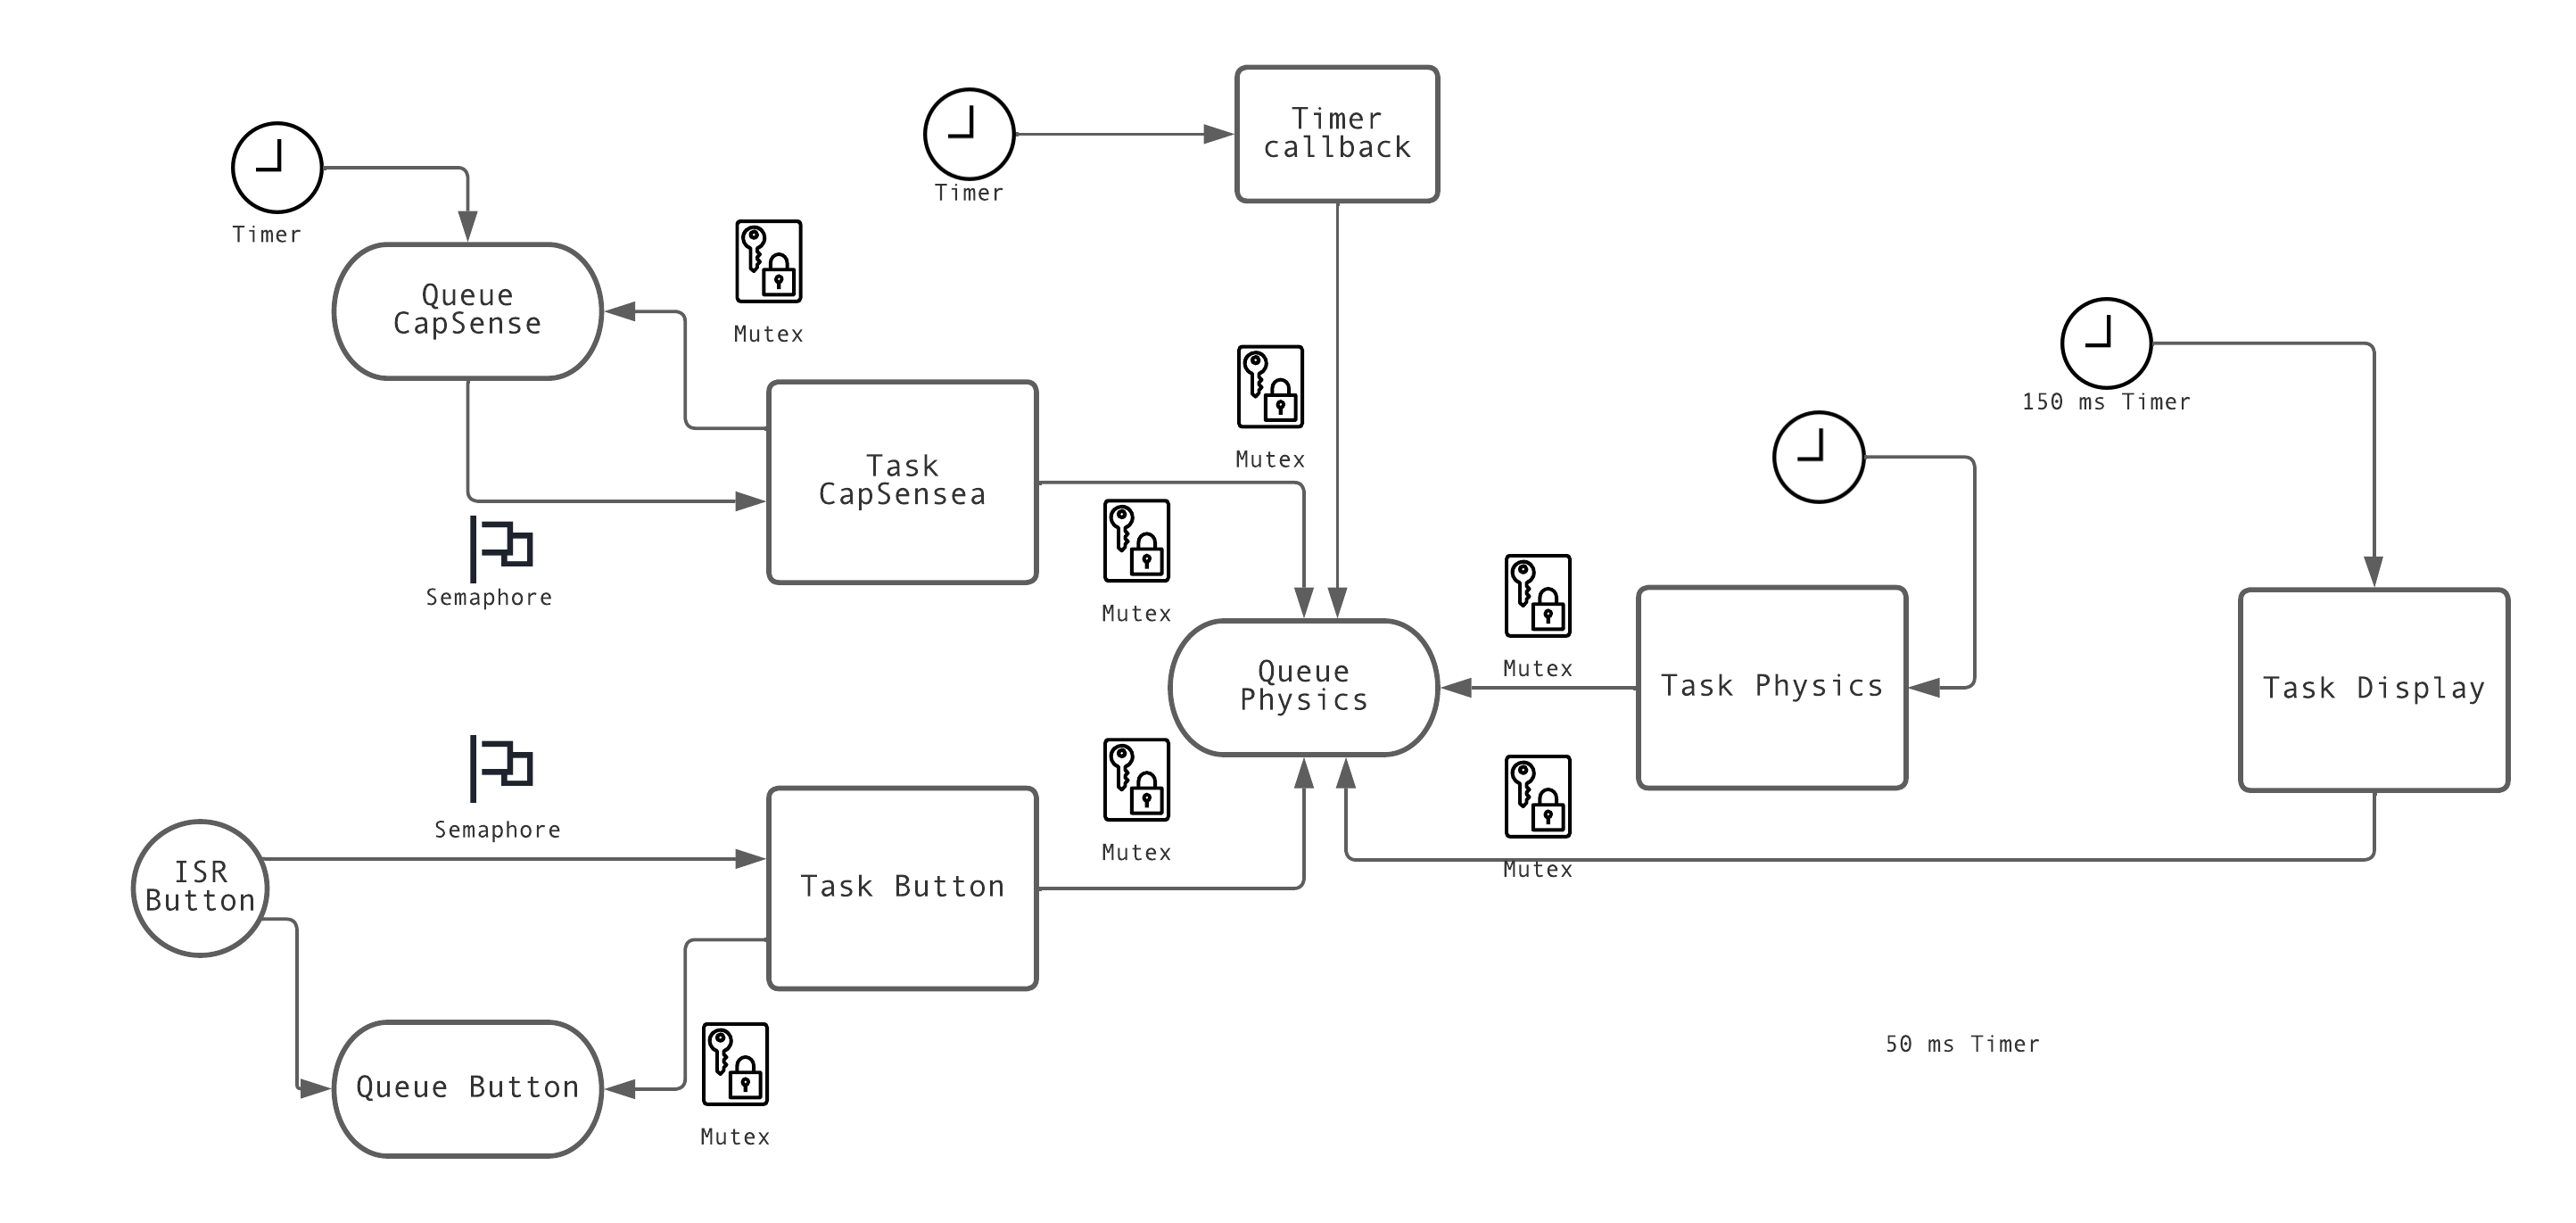 Timer
callback
Timer
Timer
Queue
CapSense
Mutex
150 ms Timer
Mutex
Task
CapSensea
Semaphore
Mutex
Mutex
Queue
Physics
Task Physics
Task Display
Semaphore
Mutex
Mutex
ISR
Button
Task Button
50 ms Timer
Queue Button
Mutex